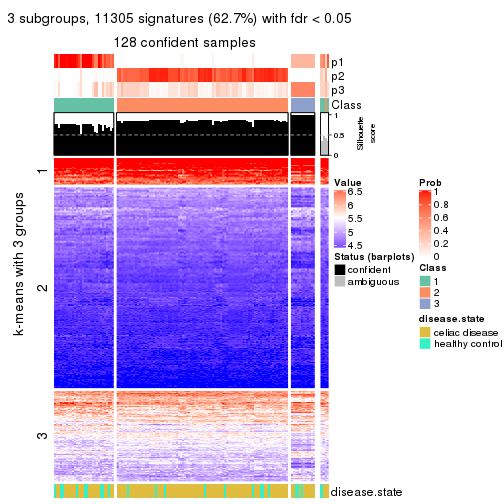 3 subgroups, 11305 signatures (62.7%) with fdr < 0.05
128 confident samples
p1
p2
p3
Class
1
0.5
0
Silhouette
score
k-means with 3 groups
1
2
3
disease.state
Value
6.5
6
5.5
5
4.5
Status (barplots)
confident
ambiguous
Prob
1
0.8
0.6
0.4
0.2
0
Class
1
2
3
disease.state
celiac disease
healthy control